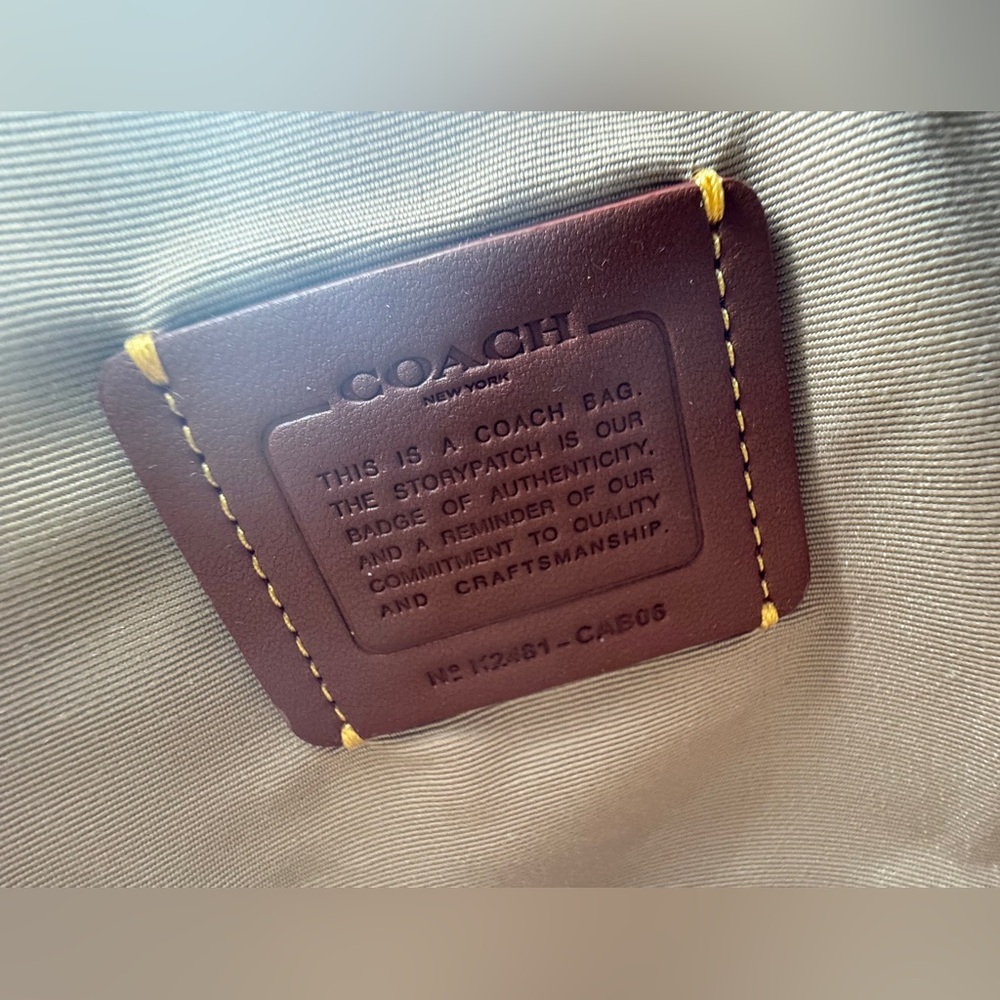 COACH
NEW YORK
THIS IS A COACH BAG.
THE STORYPATCH IS OUR
BADGE OF AUTHENTICITY,
AND A REMINDER OF OUR
COMMITMENT TO QUALITY
AND CRAFTSMANSHIP.
Nº K2481-CAB06